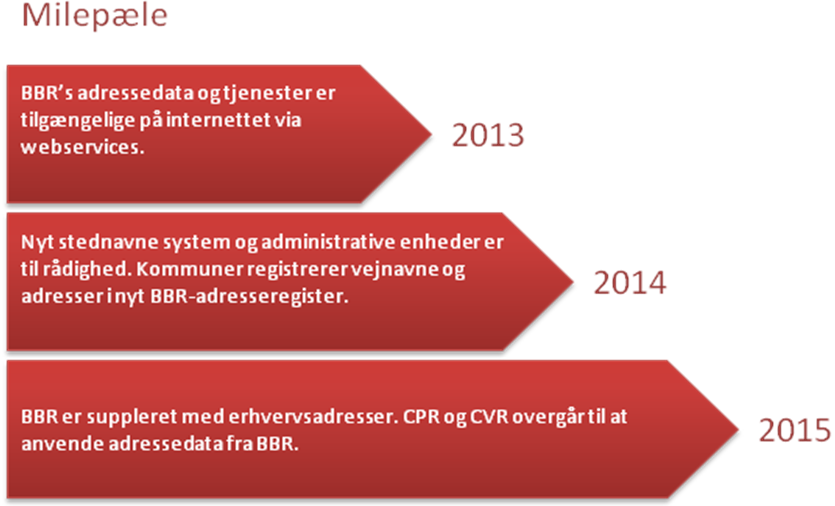 Milepæle
BBR's adressedata og tjenester er
tilgængelige på internettet via
webservices.
2013
Nyt stednavne system og administrative enheder er
til rådighed. Kommuner registrerer vejnavne og
adresser i nyt BBR-adresseregister.
2014
BBR er suppleret med erhvervsadresser. CPR og CVR overgår til at
anvende adressedata fra BBR.
2015